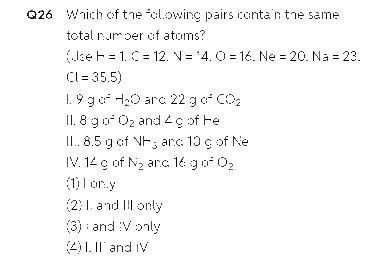 Q26 Which of the following pairs contain the same
total number of atoms?
(Use H = 1, C = 12, N = 14, O = 16, Ne = 20, Na = 23,
Cl = 35.5)
I. 9 g of H₂O and 22 g of CO₂
II. 8 g of O₂ and 4 g of He
III. 8.5 g of NH₃ and 10 g of Ne
IV. 14 g of N₂ and 16 g of O₂
(1) I only
(2) I and III only
(3) I and IV only
(4) I, II and IV